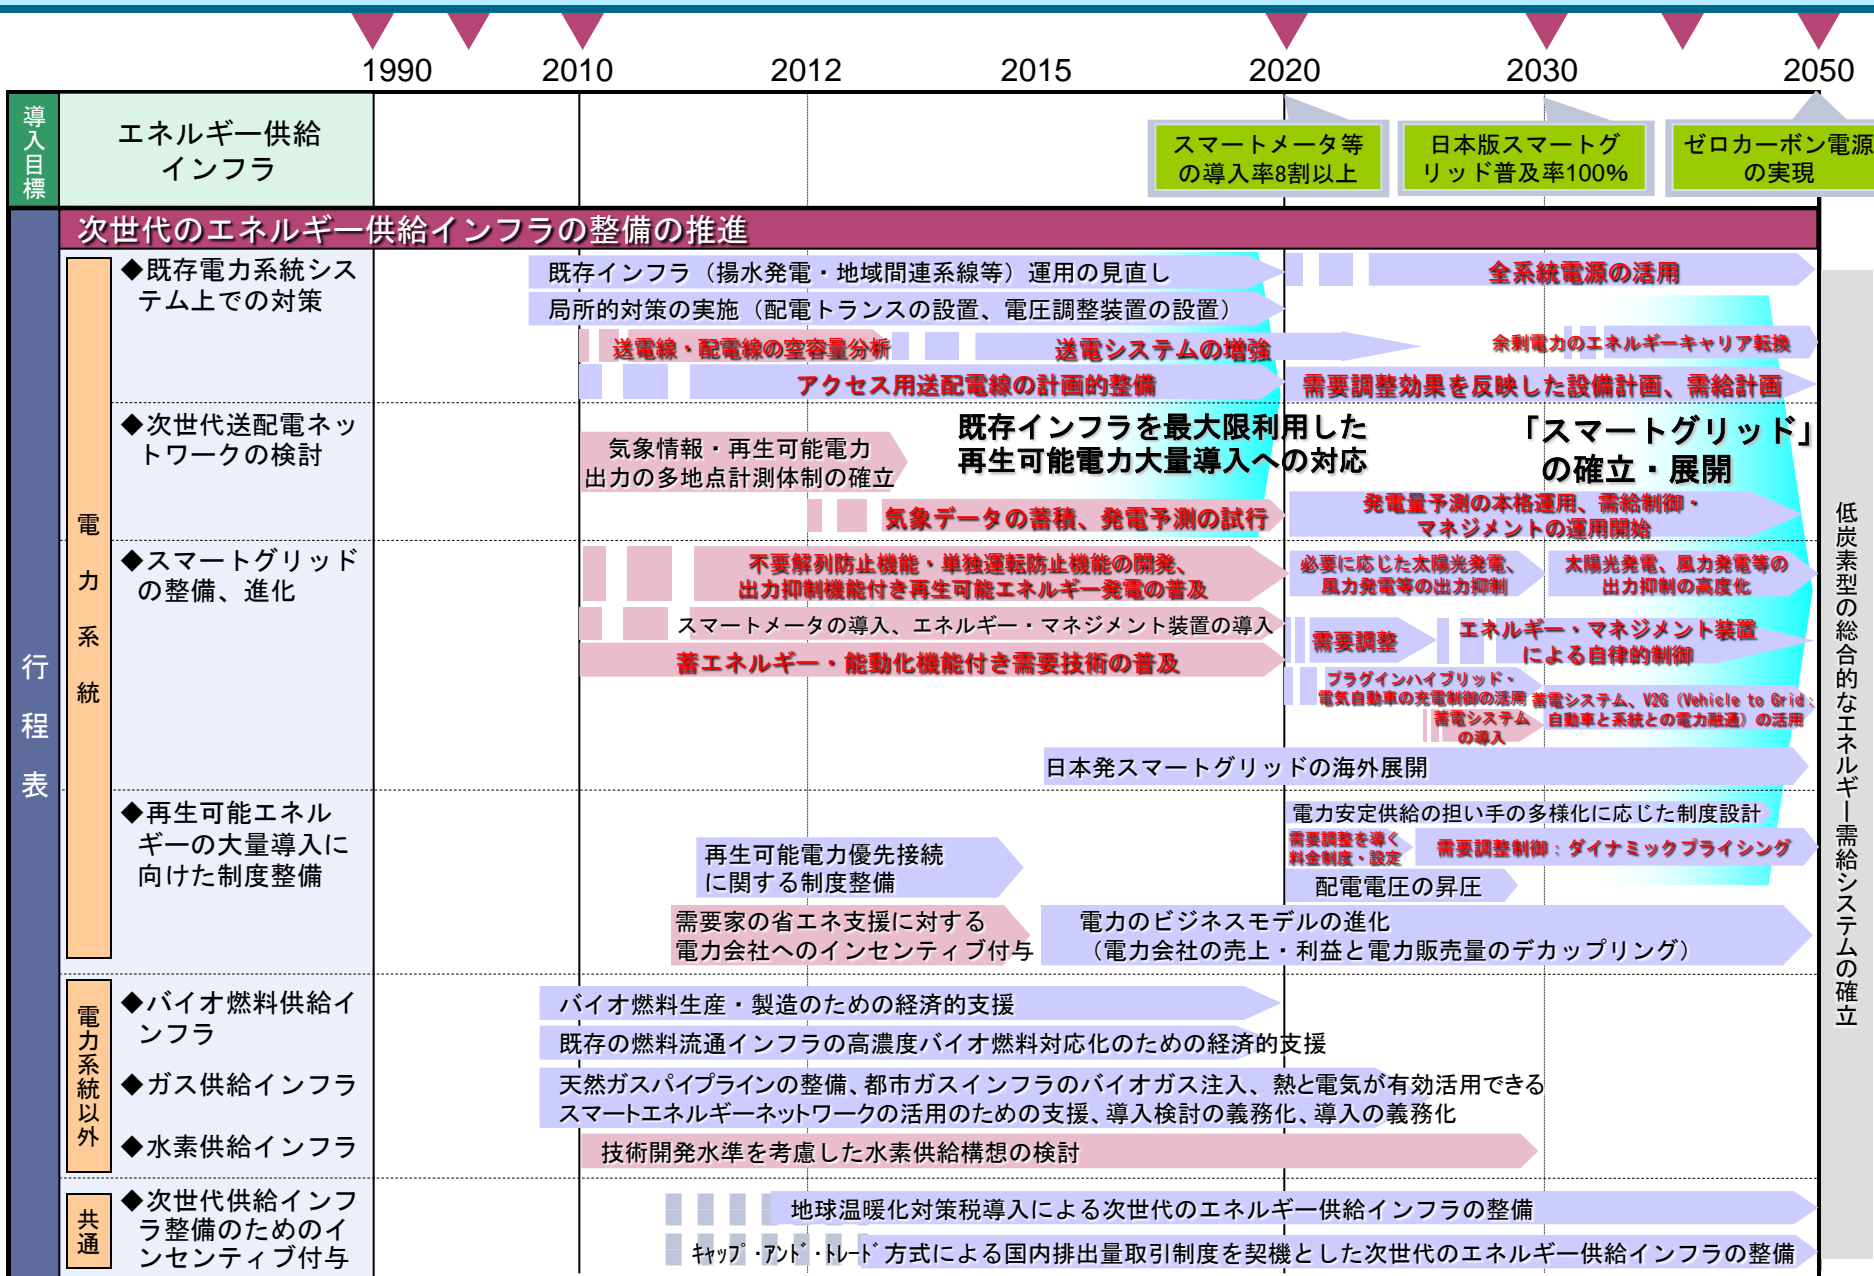 1990 2010 2012 2015 2020 2030 2050
導入目標
エネルギー供給
インフラ
スマートメータ等
の導入率8割以上
日本版スマートグ
リッド普及率100%
ゼロカーボン電源
の実現
行程表
次世代のエネルギー供給インフラの整備の推進
電力系統
◆既存電力系統シス
テム上での対策
既存インフラ（揚水発電・地域間連系線等）運用の見直し
全系統電源の活用
局所的対策の実施（配電トランスの設置、電圧調整装置の設置）
送電線・配電線の空容量分析
送電システムの増強
余剰電力のエネルギーキャリア転換
アクセス用送配電線の計画的整備
需要調整効果を反映した設備計画、需給計画
◆次世代送配電ネッ
トワークの検討
気象情報・再生可能電力
出力の多地点計測体制の確立
既存インフラを最大限利用した
再生可能電力大量導入への対応
「スマートグリッド」
の確立・展開
気象データの蓄積、発電予測の試行
発電量予測の本格運用、需給制御・
マネジメントの運用開始
◆スマートグリッド
の整備、進化
不要解列防止機能・単独運転防止機能の開発、
出力抑制機能付き再生可能エネルギー発電の普及
必要に応じた太陽光発電、
風力発電等の出力抑制
太陽光発電、風力発電等の
出力抑制の高度化
スマートメータの導入、エネルギー・マネジメント装置の導入
需要調整
エネルギー・マネジメント装置
による自律的制御
蓄エネルギー・能動化機能付き需要技術の普及
プラグインハイブリッド・
電気自動車の充電制御の活用
蓄電システム、V2G（Vehicle to Grid：
自動車と系統との電力融通）の活用
蓄電システム
の導入
日本発スマートグリッドの海外展開
◆再生可能エネル
ギーの大量導入に
向けた制度整備
電力安定供給の担い手の多様化に応じた制度設計
再生可能電力優先接続
に関する制度整備
需要調整を導く
料金制度・設定
需要調整制御：ダイナミックプライシング
配電電圧の昇圧
需要家の省エネ支援に対する
電力会社へのインセンティブ付与
電力のビジネスモデルの進化
（電力会社の売上・利益と電力販売量のデカップリング）
低炭素型の総合的なエネルギー需給システムの確立
電力系統以外
◆バイオ燃料供給イ
ンフラ
バイオ燃料生産・製造のための経済的支援
既存の燃料流通インフラの高濃度バイオ燃料対応化のための経済的支援
◆ガス供給インフラ
天然ガスパイプラインの整備、都市ガスインフラのバイオガス注入、熱と電気が有効活用できる
スマートエネルギーネットワークの活用のための支援、導入検討の義務化、導入の義務化
◆水素供給インフラ
技術開発水準を考慮した水素供給構想の検討
共通
◆次世代供給インフ
ラ整備のためのイ
ンセンティブ付与
地球温暖化対策税導入による次世代のエネルギー供給インフラの整備
ｷｬｯﾌﾟ･ｱﾝﾄﾞ･ﾄﾚｰﾄﾞ方式による国内排出量取引制度を契機とした次世代のエネルギー供給インフラの整備